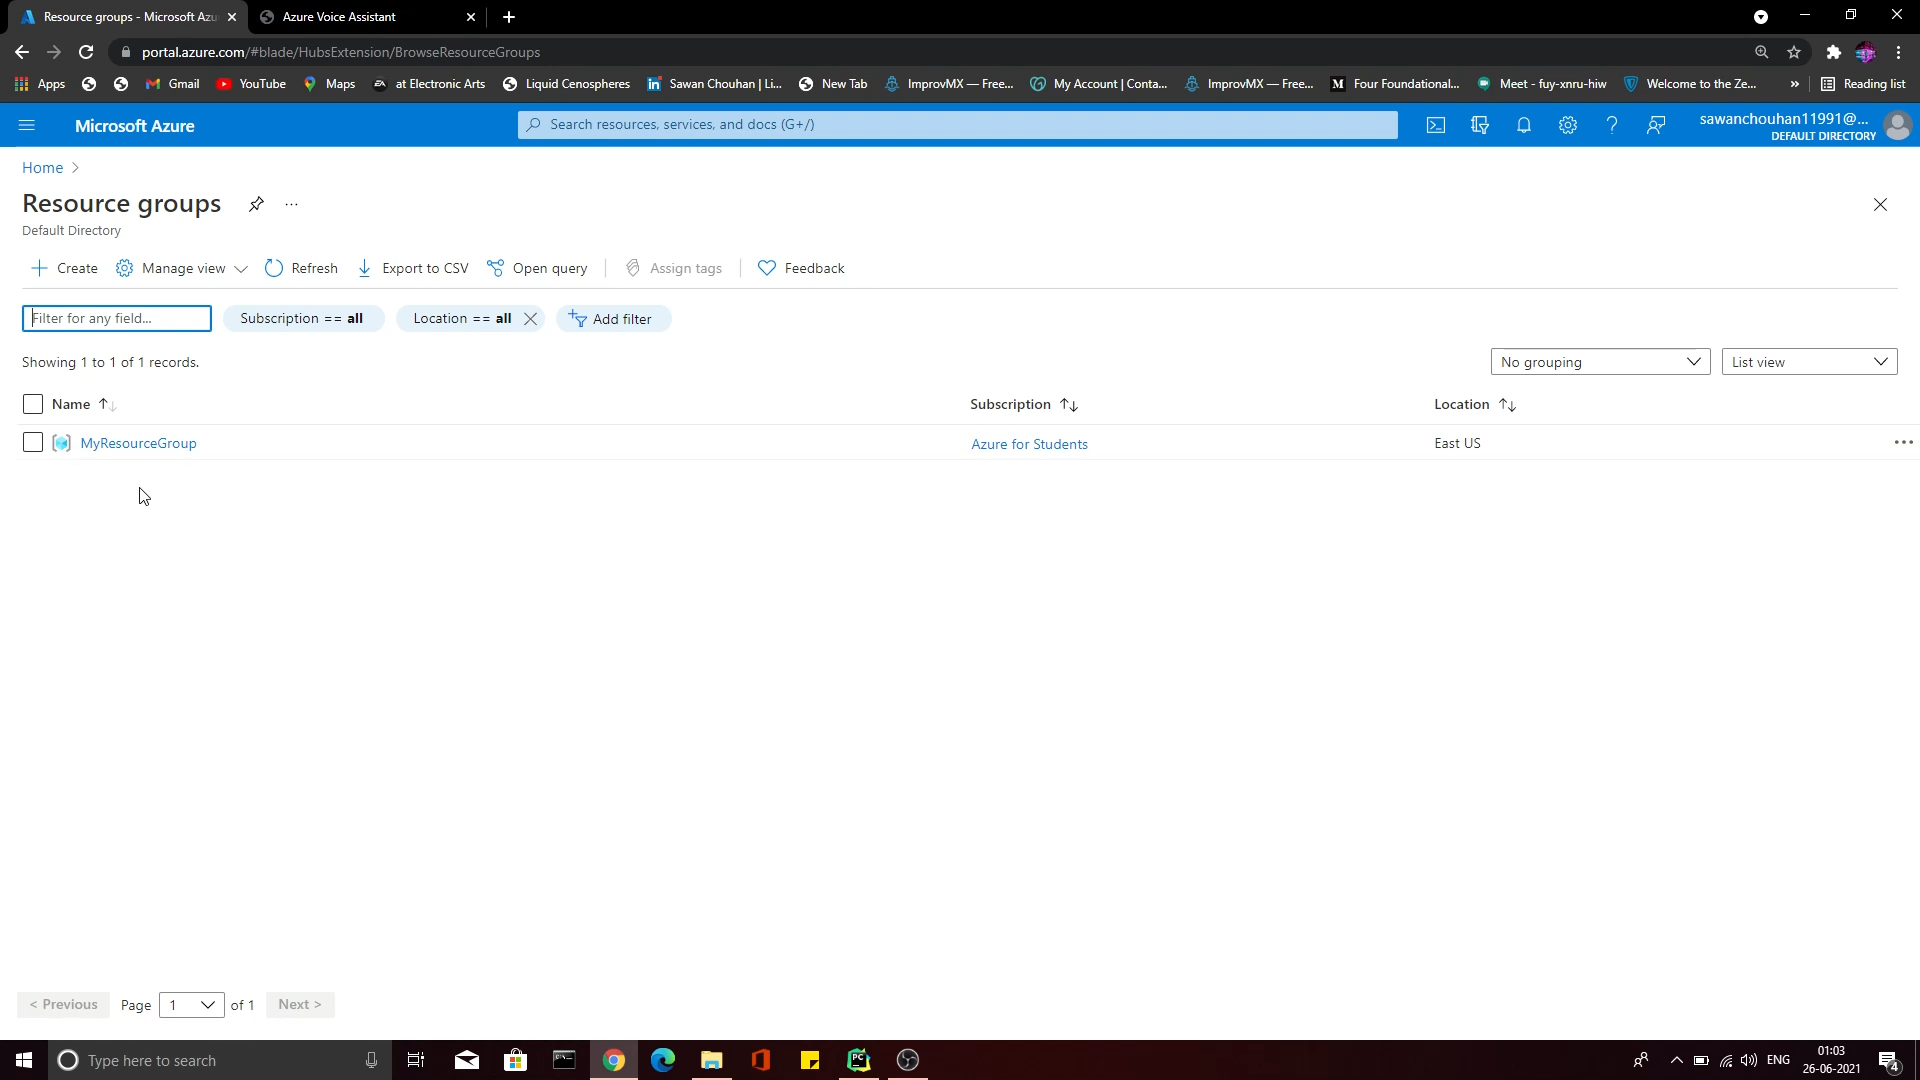 Resource groups - Microsoft Azu
Azure Voice Assistant
portal.azure.com/#blade/HubsExtension/BrowseResourceGroups
Apps
Gmail
YouTube
Maps
EA at Electronic Arts
Liquid Cenospheres
in Sawan Chouhan | Li...
New Tab
ImprovMX — Free...
My Account | Conta...
ImprovMX — Free...
M Four Foundational...
Meet - fuy-xnru-hiw
Welcome to the Ze...
»
Reading list
Microsoft Azure
Search resources, services, and docs (G+/)
sawanchouhan11991@...
DEFAULT DIRECTORY
Home >
Resource groups
...
Default Directory
+ Create
Manage view
Refresh
Export to CSV
Open query
Assign tags
Feedback
Filter for any field...
Subscription == all
Location == all
Add filter
Showing 1 to 1 of 1 records.
No grouping
List view
Name
Subscription
Location
MyResourceGroup
Azure for Students
East US
< Previous
Page 1 of 1
Next >
Type here to search
PC
ENG
01:03
26-06-2021
4